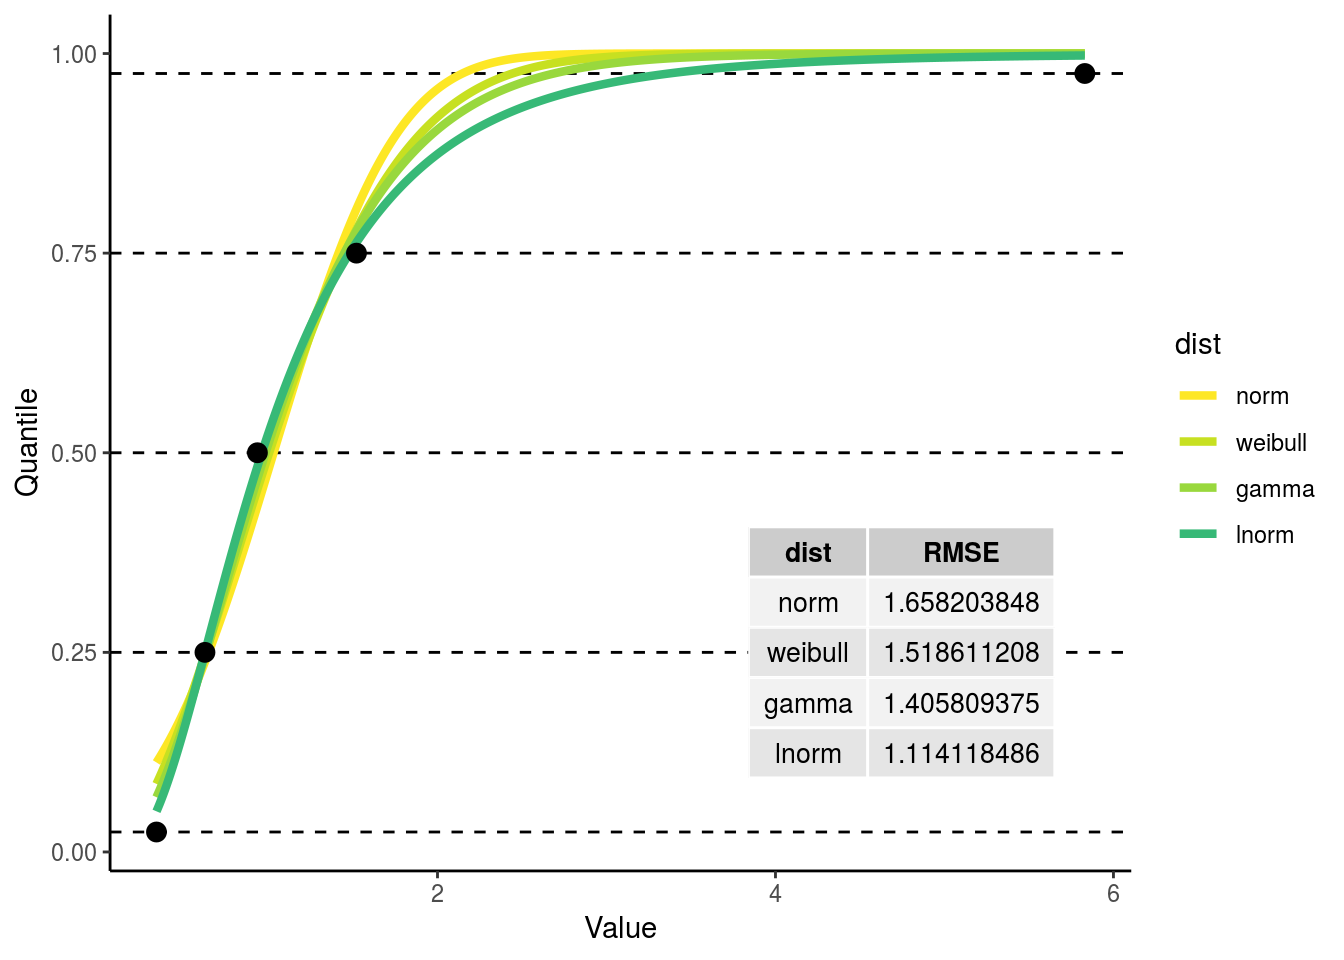 1.00
0.75
0.50
0.25
0.00
Quantile
2
4
6
Value
dist
norm
weibull
gamma
lnorm
dist RMSE
norm 1.658203848
weibull 1.518611208
gamma 1.405809375
lnorm 1.114118486